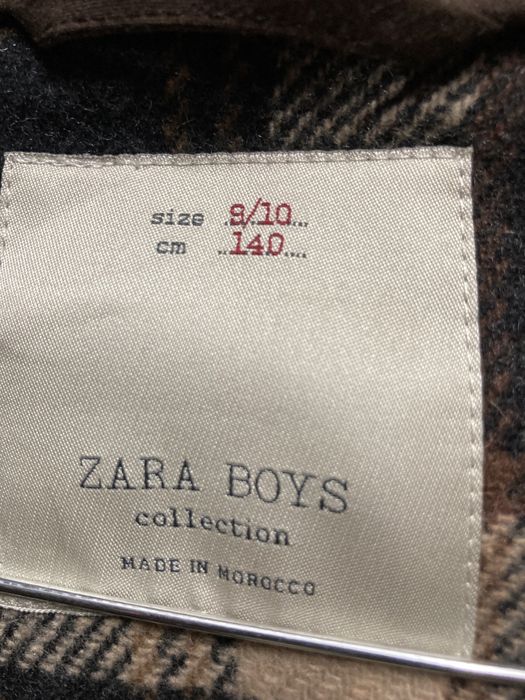 size 9/10
cm 140
ZARA BOYS
collection
MADE IN MOROCCO